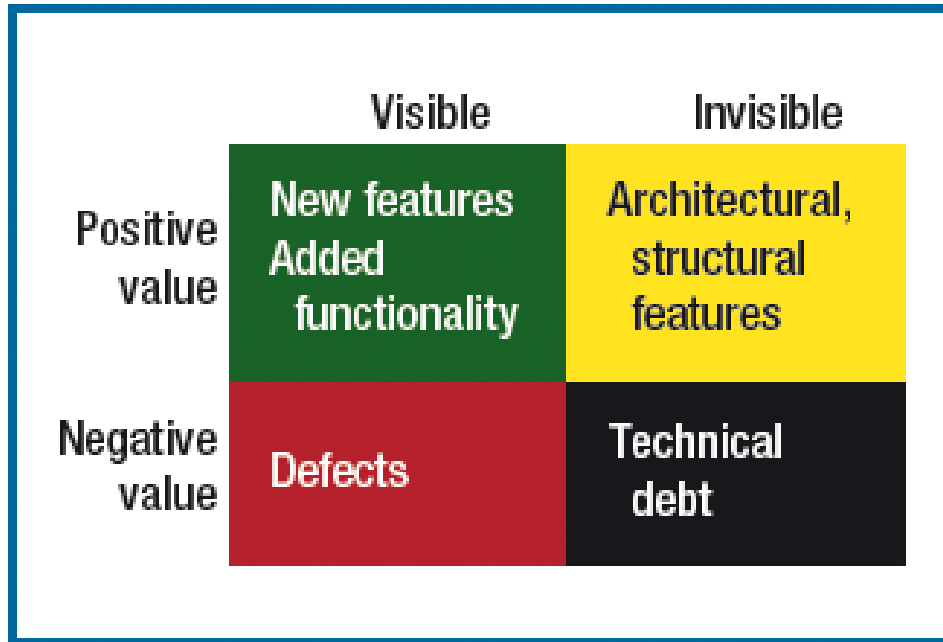 Visible Invisible
Positive
value
New features
Added
functionality
Architectural,
structural
features
Negative
value
Defects
Technical
debt